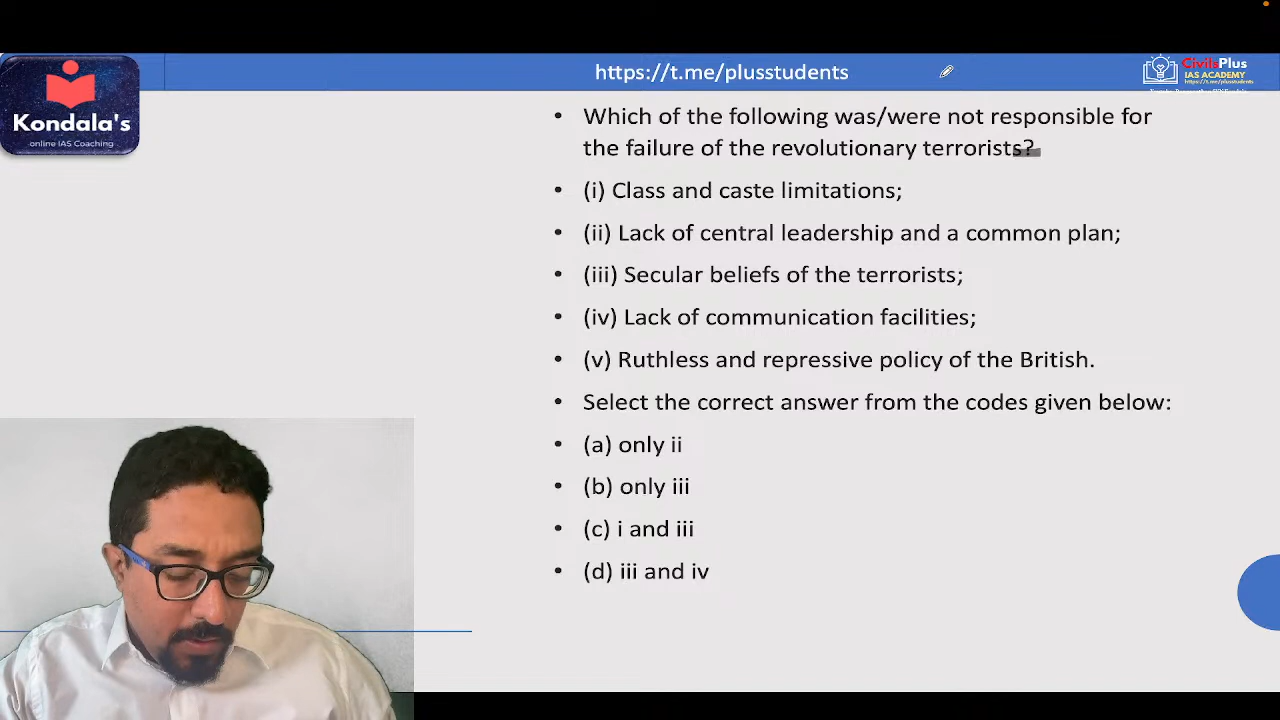 https://t.me/plusstudents
CivilsPlus
IAS ACADEMY
https://t.me/plusstudents
Kondala's
online IAS Coaching
• Which of the following was/were not responsible for
the failure of the revolutionary terrorists?
• (i) Class and caste limitations;
• (ii) Lack of central leadership and a common plan;
• (iii) Secular beliefs of the terrorists;
• (iv) Lack of communication facilities;
• (v) Ruthless and repressive policy of the British.
• Select the correct answer from the codes given below:
• (a) only ii
• (b) only iii
• (c) i and iii
• (d) iii and iv